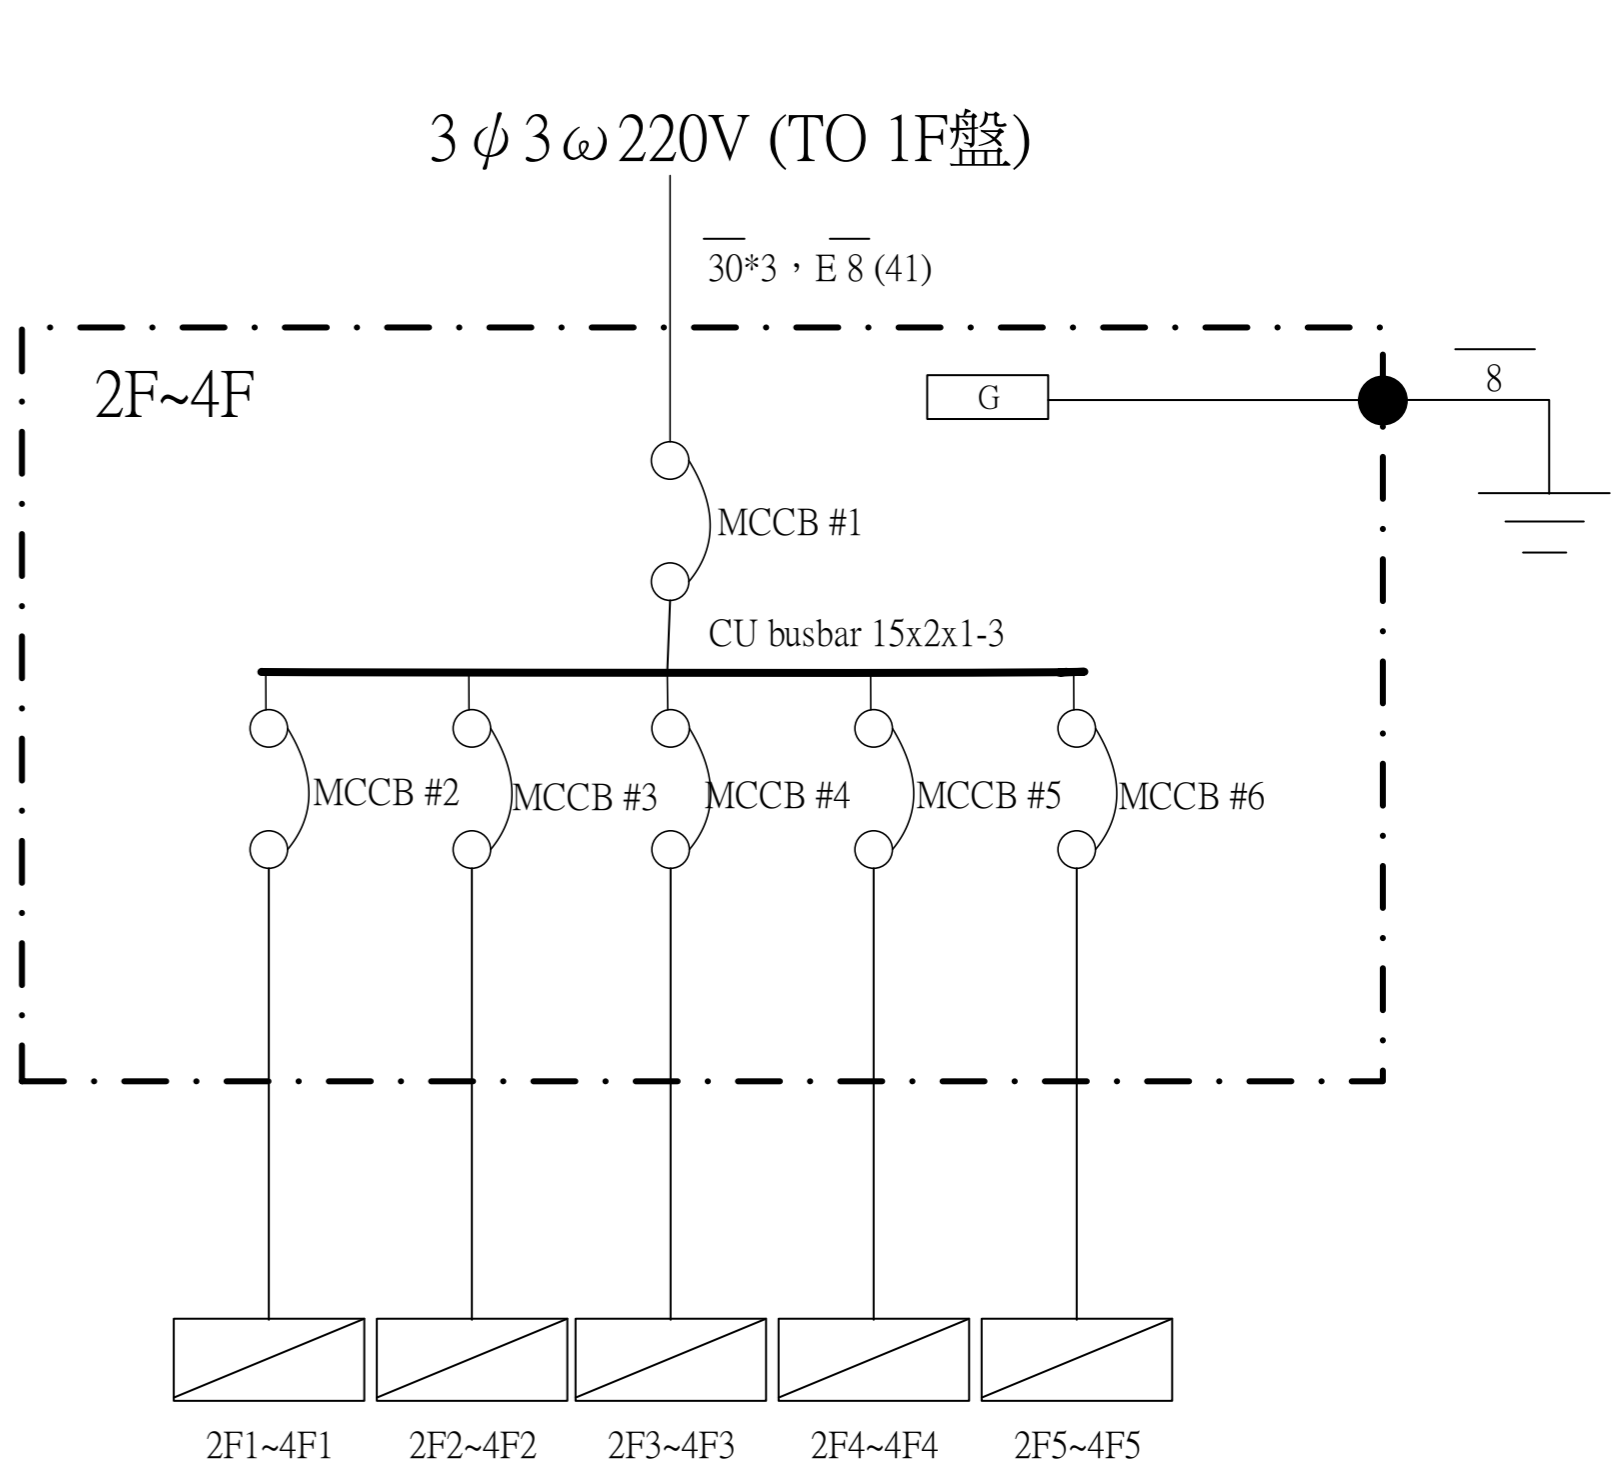 3ψ3ω220V (TO 1F盤)
30*3，E 8 (41)
2F~4F
8
G
MCCB #1
CU busbar 15x2x1-3
MCCB #2
MCCB #3
MCCB #4
MCCB #5
MCCB #6
2F1~4F1
2F2~4F2
2F3~4F3
2F4~4F4
2F5~4F5